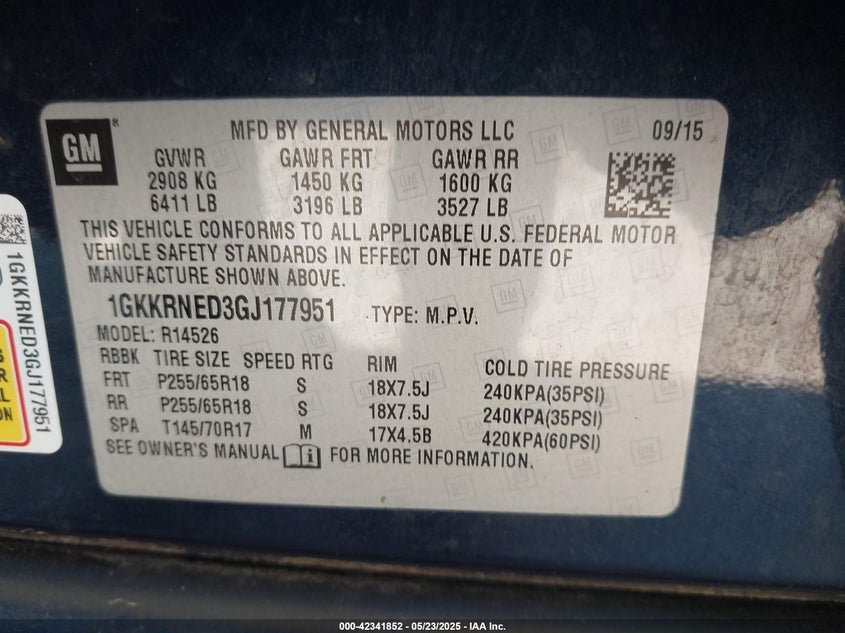 GM
MFD BY GENERAL MOTORS LLC 09/15
GVWR GAWR FRT GAWR RR
2908 KG 1450 KG 1600 KG
6411 LB 3196 LB 3527 LB
THIS VEHICLE CONFORMS TO ALL APPLICABLE U.S. FEDERAL MOTOR
VEHICLE SAFETY STANDARDS IN EFFECT ON THE DATE OF
MANUFACTURE SHOWN ABOVE.
1GKKRNED3GJ177951 TYPE: M.P.V.
MODEL: R14526
RBBK TIRE SIZE SPEED RTG RIM COLD TIRE PRESSURE
FRT P255/65R18 S 18X7.5J 240KPA(35PSI)
RR P255/65R18 S 18X7.5J 240KPA(35PSI)
SPA T145/70R17 M 17X4.5B 420KPA(60PSI)
SEE OWNER'S MANUAL i FOR MORE INFORMATION.
1GKKRNED3GJ177951
000-42341852 - 05/23/2025 - IAA Inc.